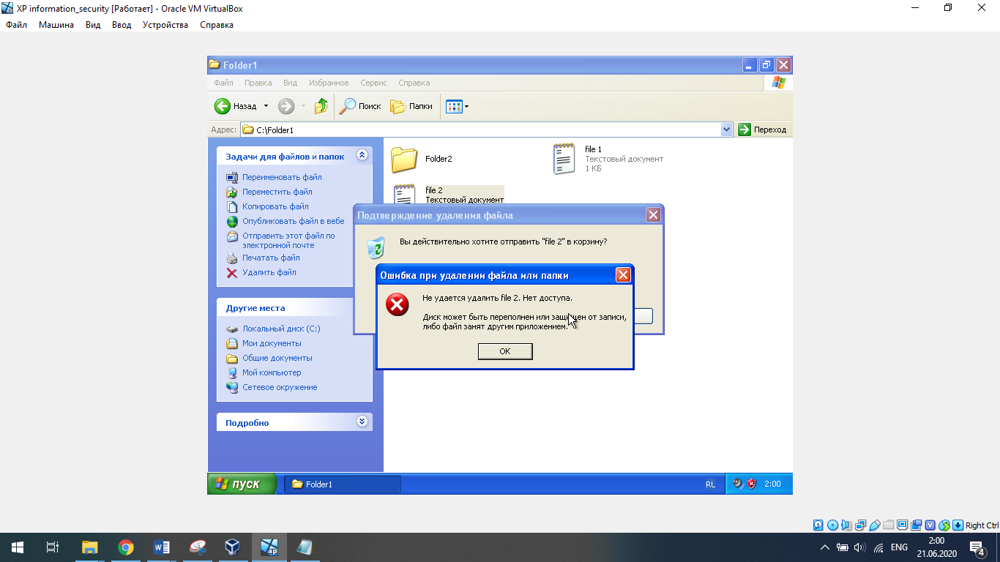 XP information_security [Работает] - Oracle VM VirtualBox
Файл Машина Вид Ввод Устройства Справка
Folder1
Файл Правка Вид Избранное Сервис Справка
Назад Поиск Папки
Адрес: C:\Folder1 Переход
Задачи для файлов и папок
Переименовать файл
Переместить файл
Копировать файл
Опубликовать файл в вебе
Отправить этот файл по
электронной почте
Печатать файл
Удалить файл
Другие места
Локальный диск (C:)
Мои документы
Общие документы
Мой компьютер
Сетевое окружение
Подробно
Folder2
file 1
Текстовый документ
1 КБ
file 2
Текстовый документ
Подтверждение удаления файла
Вы действительно хотите отправить "file 2" в корзину?
Ошибка при удалении файла или папки
Не удается удалить file 2. Нет доступа.
Диск может быть переполнен или защищен от записи,
либо файл занят другим приложением.
OK
пуск Folder1 RL 2:00
Right Ctrl
W xp ENG 2:00
21.06.2020
4